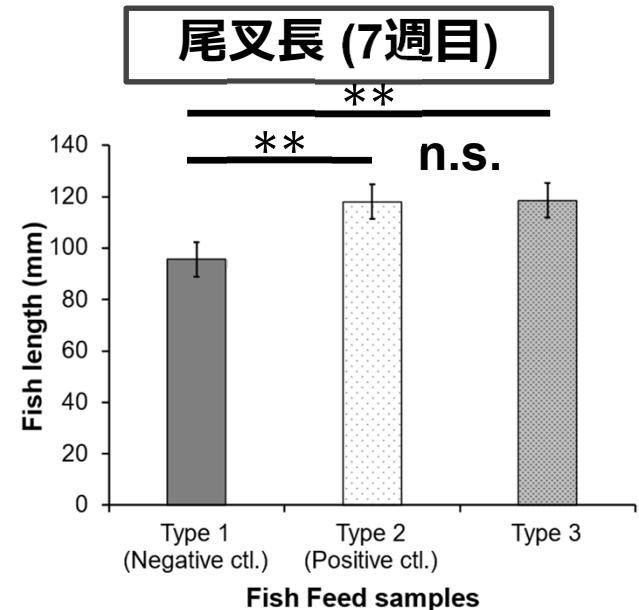 尾叉長 (7週目)
**
** n.s.
140
120
100
80
60
40
20
0
Fish length (mm)
Type 1
(Negative ctl.)
Type 2
(Positive ctl.)
Type 3
Fish Feed samples